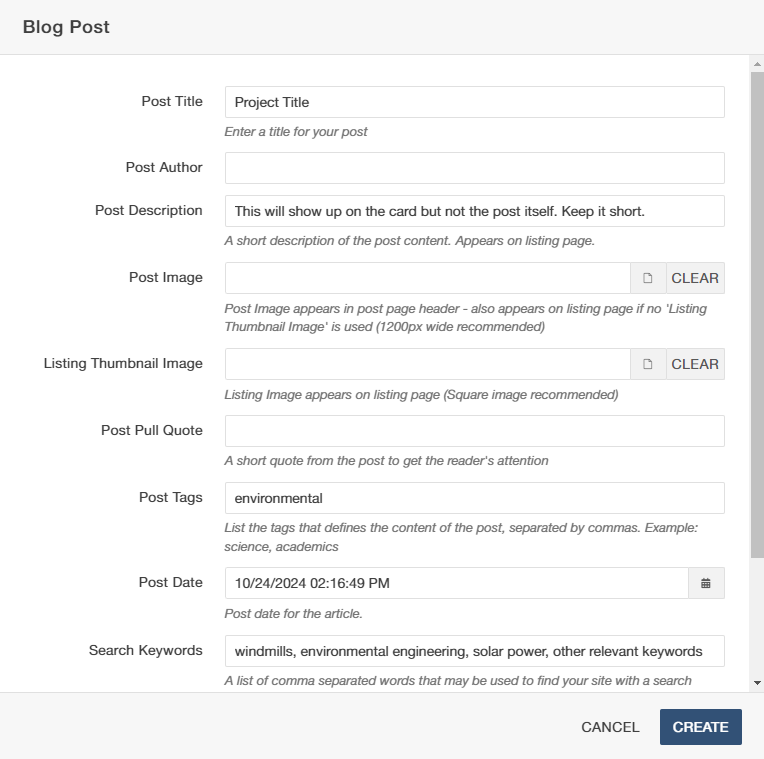 Blog Post
Post Title
Project Title
Enter a title for your post
Post Author
Post Description
This will show up on the card but not the post itself. Keep it short.
A short description of the post content. Appears on listing page.
Post Image
CLEAR
Post Image appears in post page header - also appears on listing page if no 'Listing
Thumbnail Image' is used (1200px wide recommended)
Listing Thumbnail Image
CLEAR
Listing Image appears on listing page (Square image recommended)
Post Pull Quote
A short quote from the post to get the reader's attention
Post Tags
environmental
List the tags that defines the content of the post, separated by commas. Example:
science, academics
Post Date
10/24/2024 02:16:49 PM
Post date for the article.
Search Keywords
windmills, environmental engineering, solar power, other relevant keywords
A list of comma separated words that may be used to find your site with a search
CANCEL
CREATE